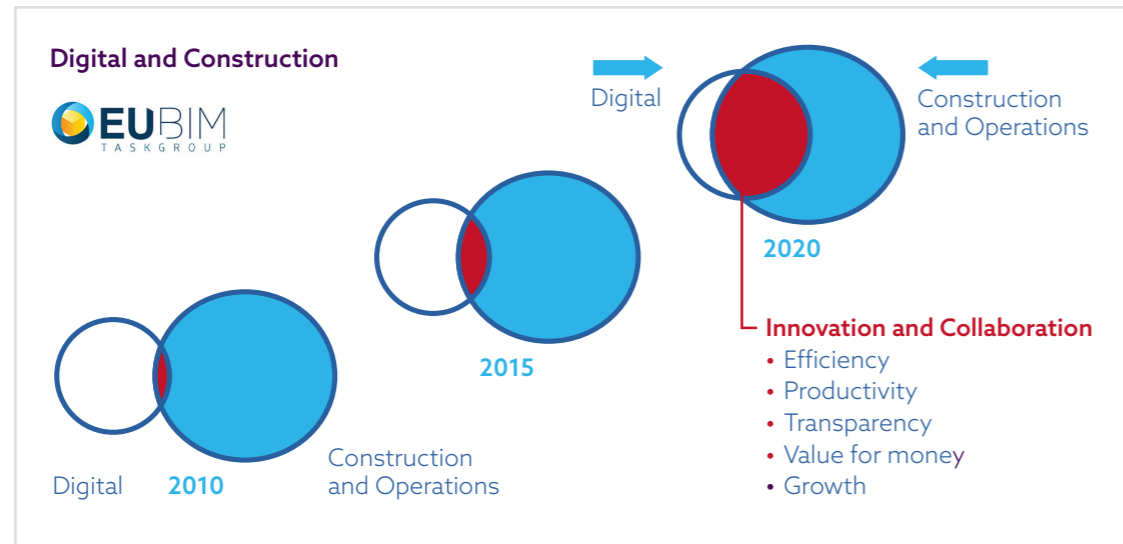 Digital and Construction
EUBIM
TASKGROUP
Digital
Construction
and Operations
2020
2015
Innovation and Collaboration
• Efficiency
• Productivity
• Transparency
• Value for money
• Growth
Digital
2010
Construction
and Operations